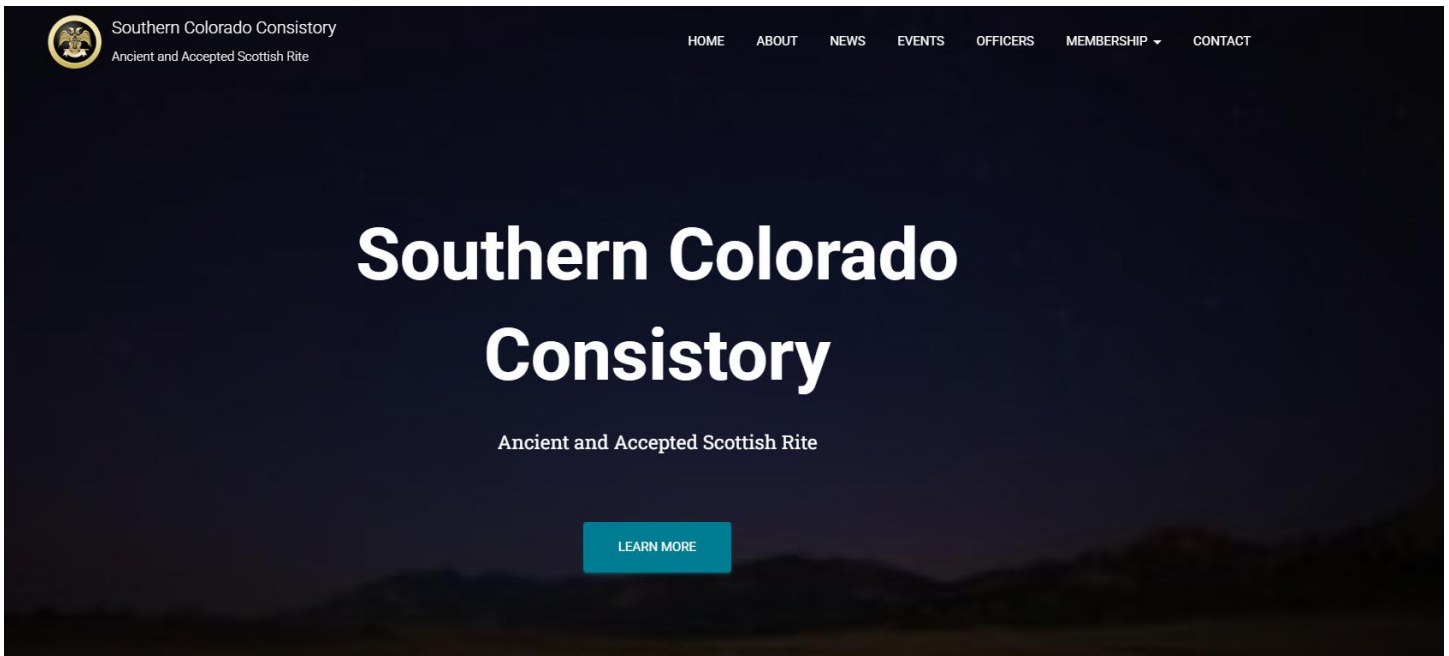 Southern Colorado Consistory
Ancient and Accepted Scottish Rite
HOME ABOUT NEWS EVENTS OFFICERS MEMBERSHIP CONTACT
Southern Colorado
Consistory
Ancient and Accepted Scottish Rite
LEARN MORE